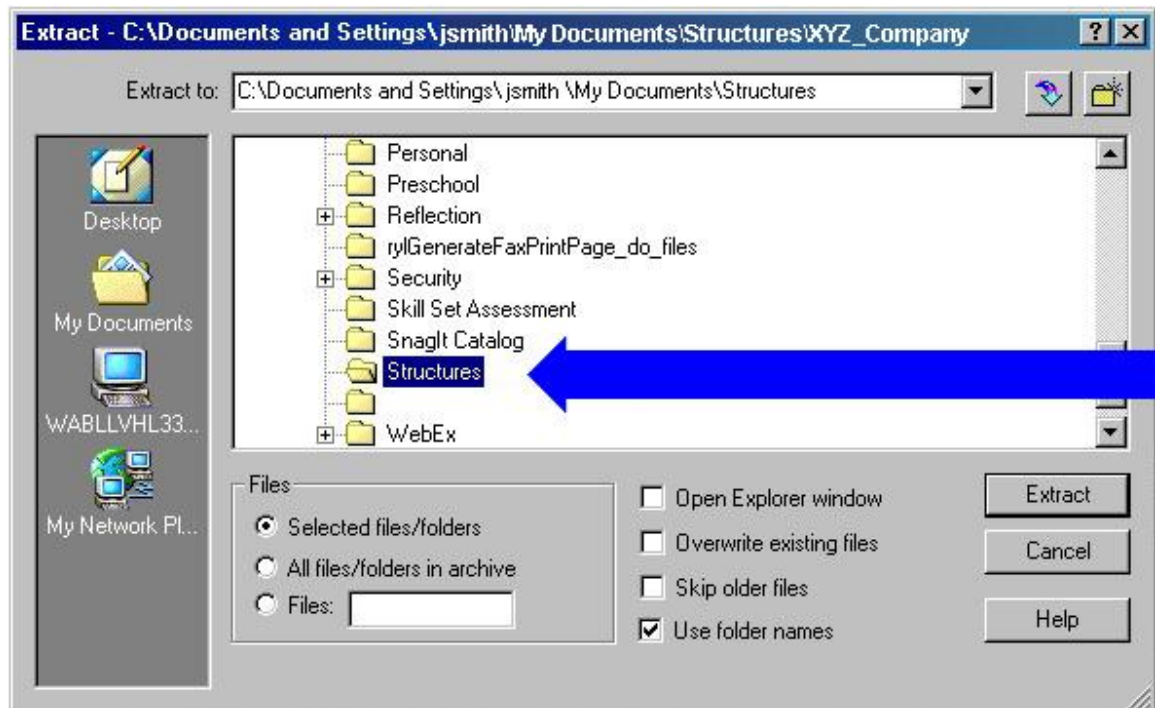 Extract - C:\Documents and Settings\jsmith\My Documents\Structures\XYZ_Company
Extract to: C:\Documents and Settings\ jsmith \My Documents\Structures
Desktop
My Documents
WABLLVHL33...
My Network Pl...
Personal
Preschool
Reflection
rylGenerateFaxPrintPage_do_files
Security
Skill Set Assessment
SnagIt Catalog
Structures
WebEx
Files
Selected files/folders
All files/folders in archive
Files:
Open Explorer window
Overwrite existing files
Skip older files
Use folder names
Extract
Cancel
Help